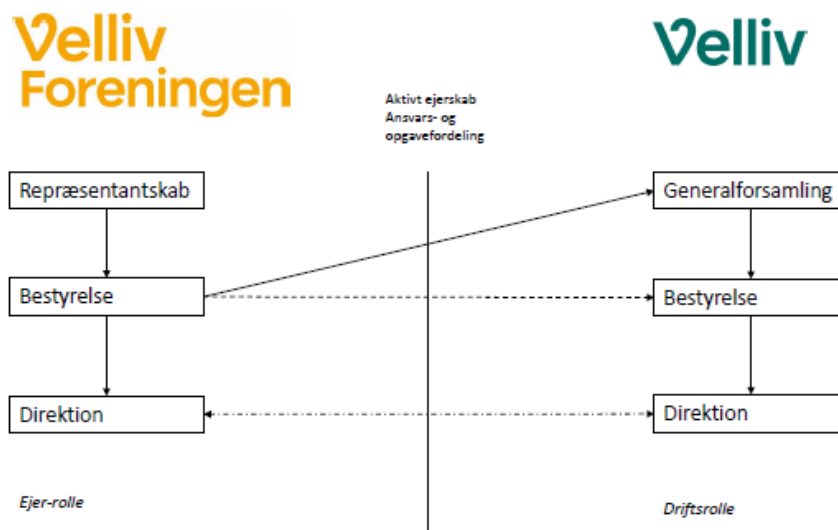 Velliv
Foreningen
Velliv
Aktivt ejerskab
Ansvars- og
opgavefordeling
Repræsentantskab
Generalforsamling
Bestyrelse
Bestyrelse
Direktion
Direktion
Ejer-rolle
Driftsrolle